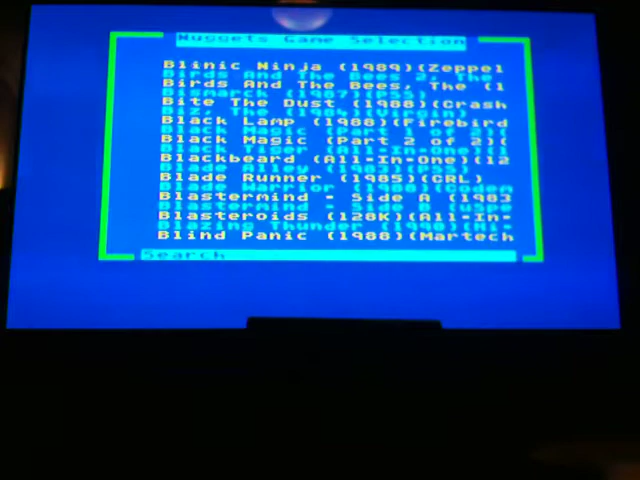 Nuggets Game Selection
Blinic Ninja (1989)(Zeppel
Birds And The Bees 2, The
Birds And The Bees, The (1
Bismarck (1987)(PSS)
Bite The Dust (1988)(Crash
Biz, The (1984)(Virgin)
Black Lamp (1988)(Firebird
Black Magic (Part 1 of 2)(
Black Magic (Part 2 of 2)(
Black Tiger (All-In-One)(1
Blackbeard (All-In-One)(12
Blade Alley (1983)(PSS)
Blade Runner (1985)(CRL)
Blade Warrior (1988)(Codem
Blastermind - Side A (1983
Blastermind - Side B (
Blasteroids (128K)(All-In-
Blazing Thunder (1990)(Hi-
Blind Panic (1988)(Martech
Search